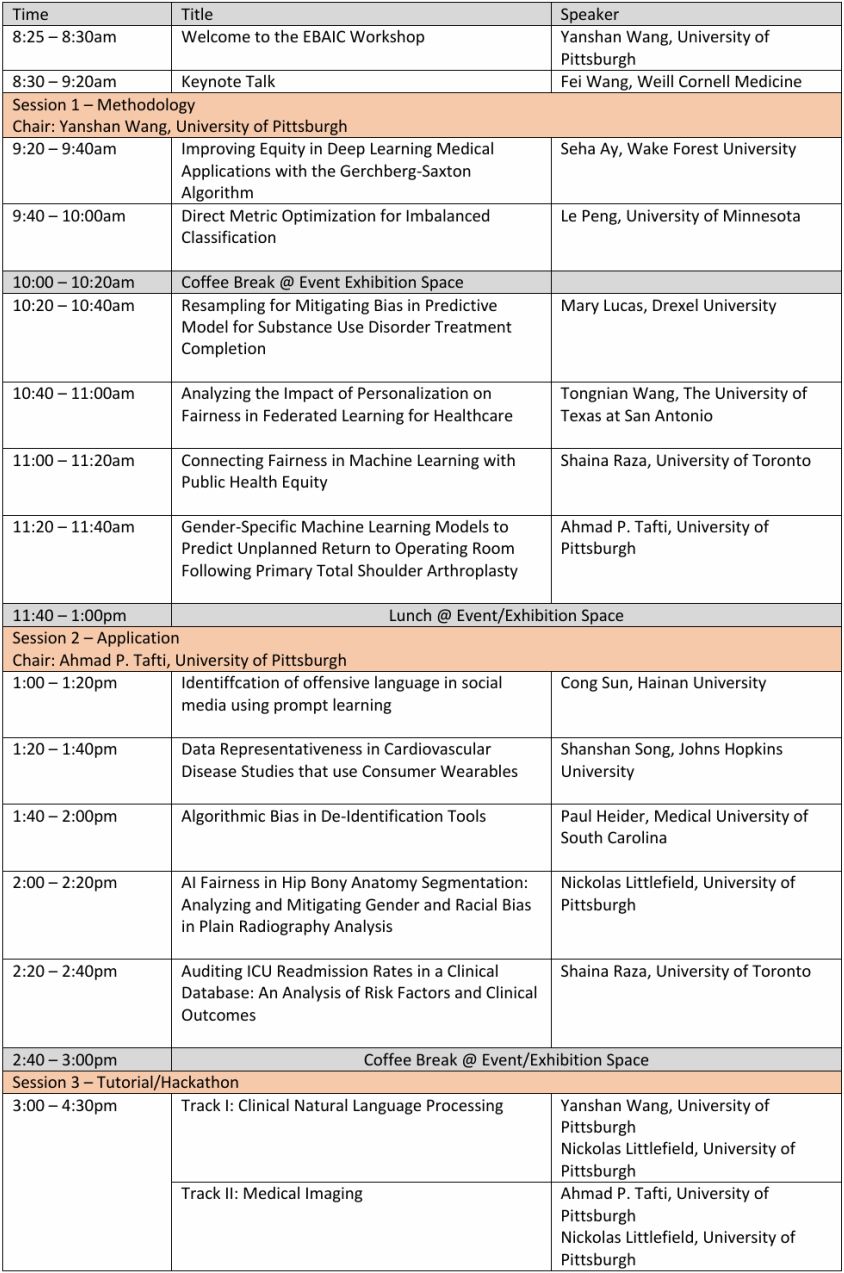 Time Title Speaker
8:25 – 8:30am Welcome to the EBAIC Workshop Yanshan Wang, University of
Pittsburgh
8:30 – 9:20am Keynote Talk Fei Wang, Weill Cornell Medicine
Session 1 – Methodology
Chair: Yanshan Wang, University of Pittsburgh
9:20 – 9:40am Improving Equity in Deep Learning Medical Seha Ay, Wake Forest University
Applications with the Gerchberg-Saxton
Algorithm
9:40 – 10:00am Direct Metric Optimization for Imbalanced Le Peng, University of Minnesota
Classification
10:00 – 10:20am Coffee Break @ Event Exhibition Space
10:20 – 10:40am Resampling for Mitigating Bias in Predictive Mary Lucas, Drexel University
Model for Substance Use Disorder Treatment
Completion
10:40 – 11:00am Analyzing the Impact of Personalization on Tongnian Wang, The University of
Fairness in Federated Learning for Healthcare Texas at San Antonio
11:00 – 11:20am Connecting Fairness in Machine Learning with Shaina Raza, University of Toronto
Public Health Equity
11:20 – 11:40am Gender-Specific Machine Learning Models to Ahmad P. Tafti, University of
Predict Unplanned Return to Operating Room Pittsburgh
Following Primary Total Shoulder Arthroplasty
11:40 – 1:00pm Lunch @ Event/Exhibition Space
Session 2 – Application
Chair: Ahmad P. Tafti, University of Pittsburgh
1:00 – 1:20pm Identiffcation of offensive language in social Cong Sun, Hainan University
media using prompt learning
1:20 – 1:40pm Data Representativeness in Cardiovascular Shanshan Song, Johns Hopkins
Disease Studies that use Consumer Wearables University
1:40 – 2:00pm Algorithmic Bias in De-Identification Tools Paul Heider, Medical University of
South Carolina
2:00 – 2:20pm AI Fairness in Hip Bony Anatomy Segmentation: Nickolas Littlefield, University of
Analyzing and Mitigating Gender and Racial Bias Pittsburgh
in Plain Radiography Analysis
2:20 – 2:40pm Auditing ICU Readmission Rates in a Clinical Shaina Raza, University of Toronto
Database: An Analysis of Risk Factors and Clinical
Outcomes
2:40 – 3:00pm Coffee Break @ Event/Exhibition Space
Session 3 – Tutorial/Hackathon
3:00 – 4:30pm Track I: Clinical Natural Language Processing Yanshan Wang, University of
Pittsburgh
Nickolas Littlefield, University of
Pittsburgh
Track II: Medical Imaging Ahmad P. Tafti, University of
Pittsburgh
Nickolas Littlefield, University of
Pittsburgh